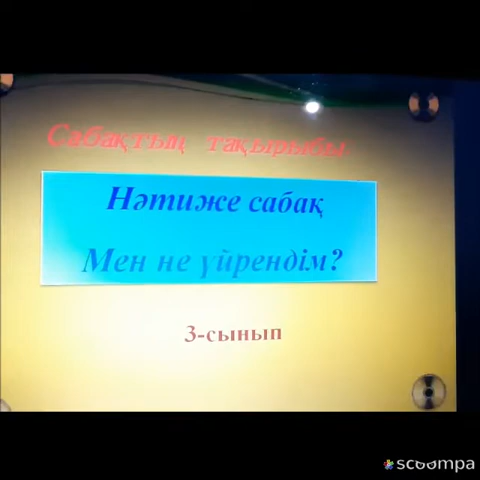 Сабақтың тақырыбы:
Нәтиже сабақ
Мен не үйрендім?
3-сынып
scoompa